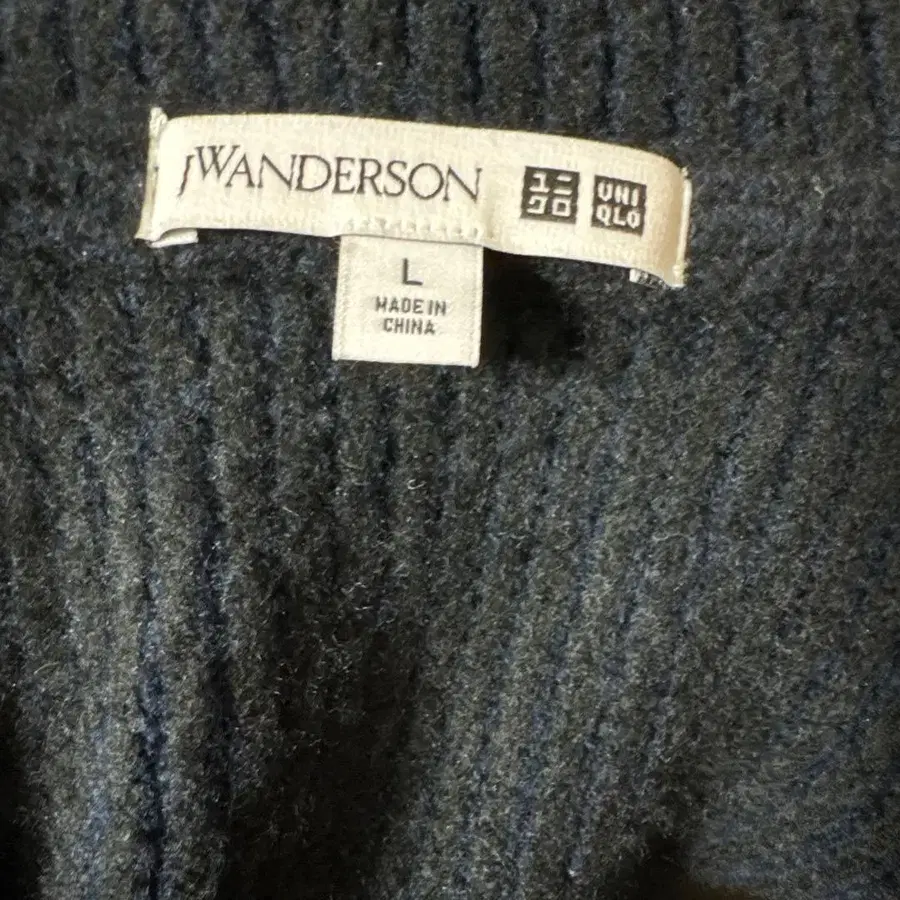 JWANDERSON
ユニ
クロ
UNI
QLO
L
MADE IN
CHINA